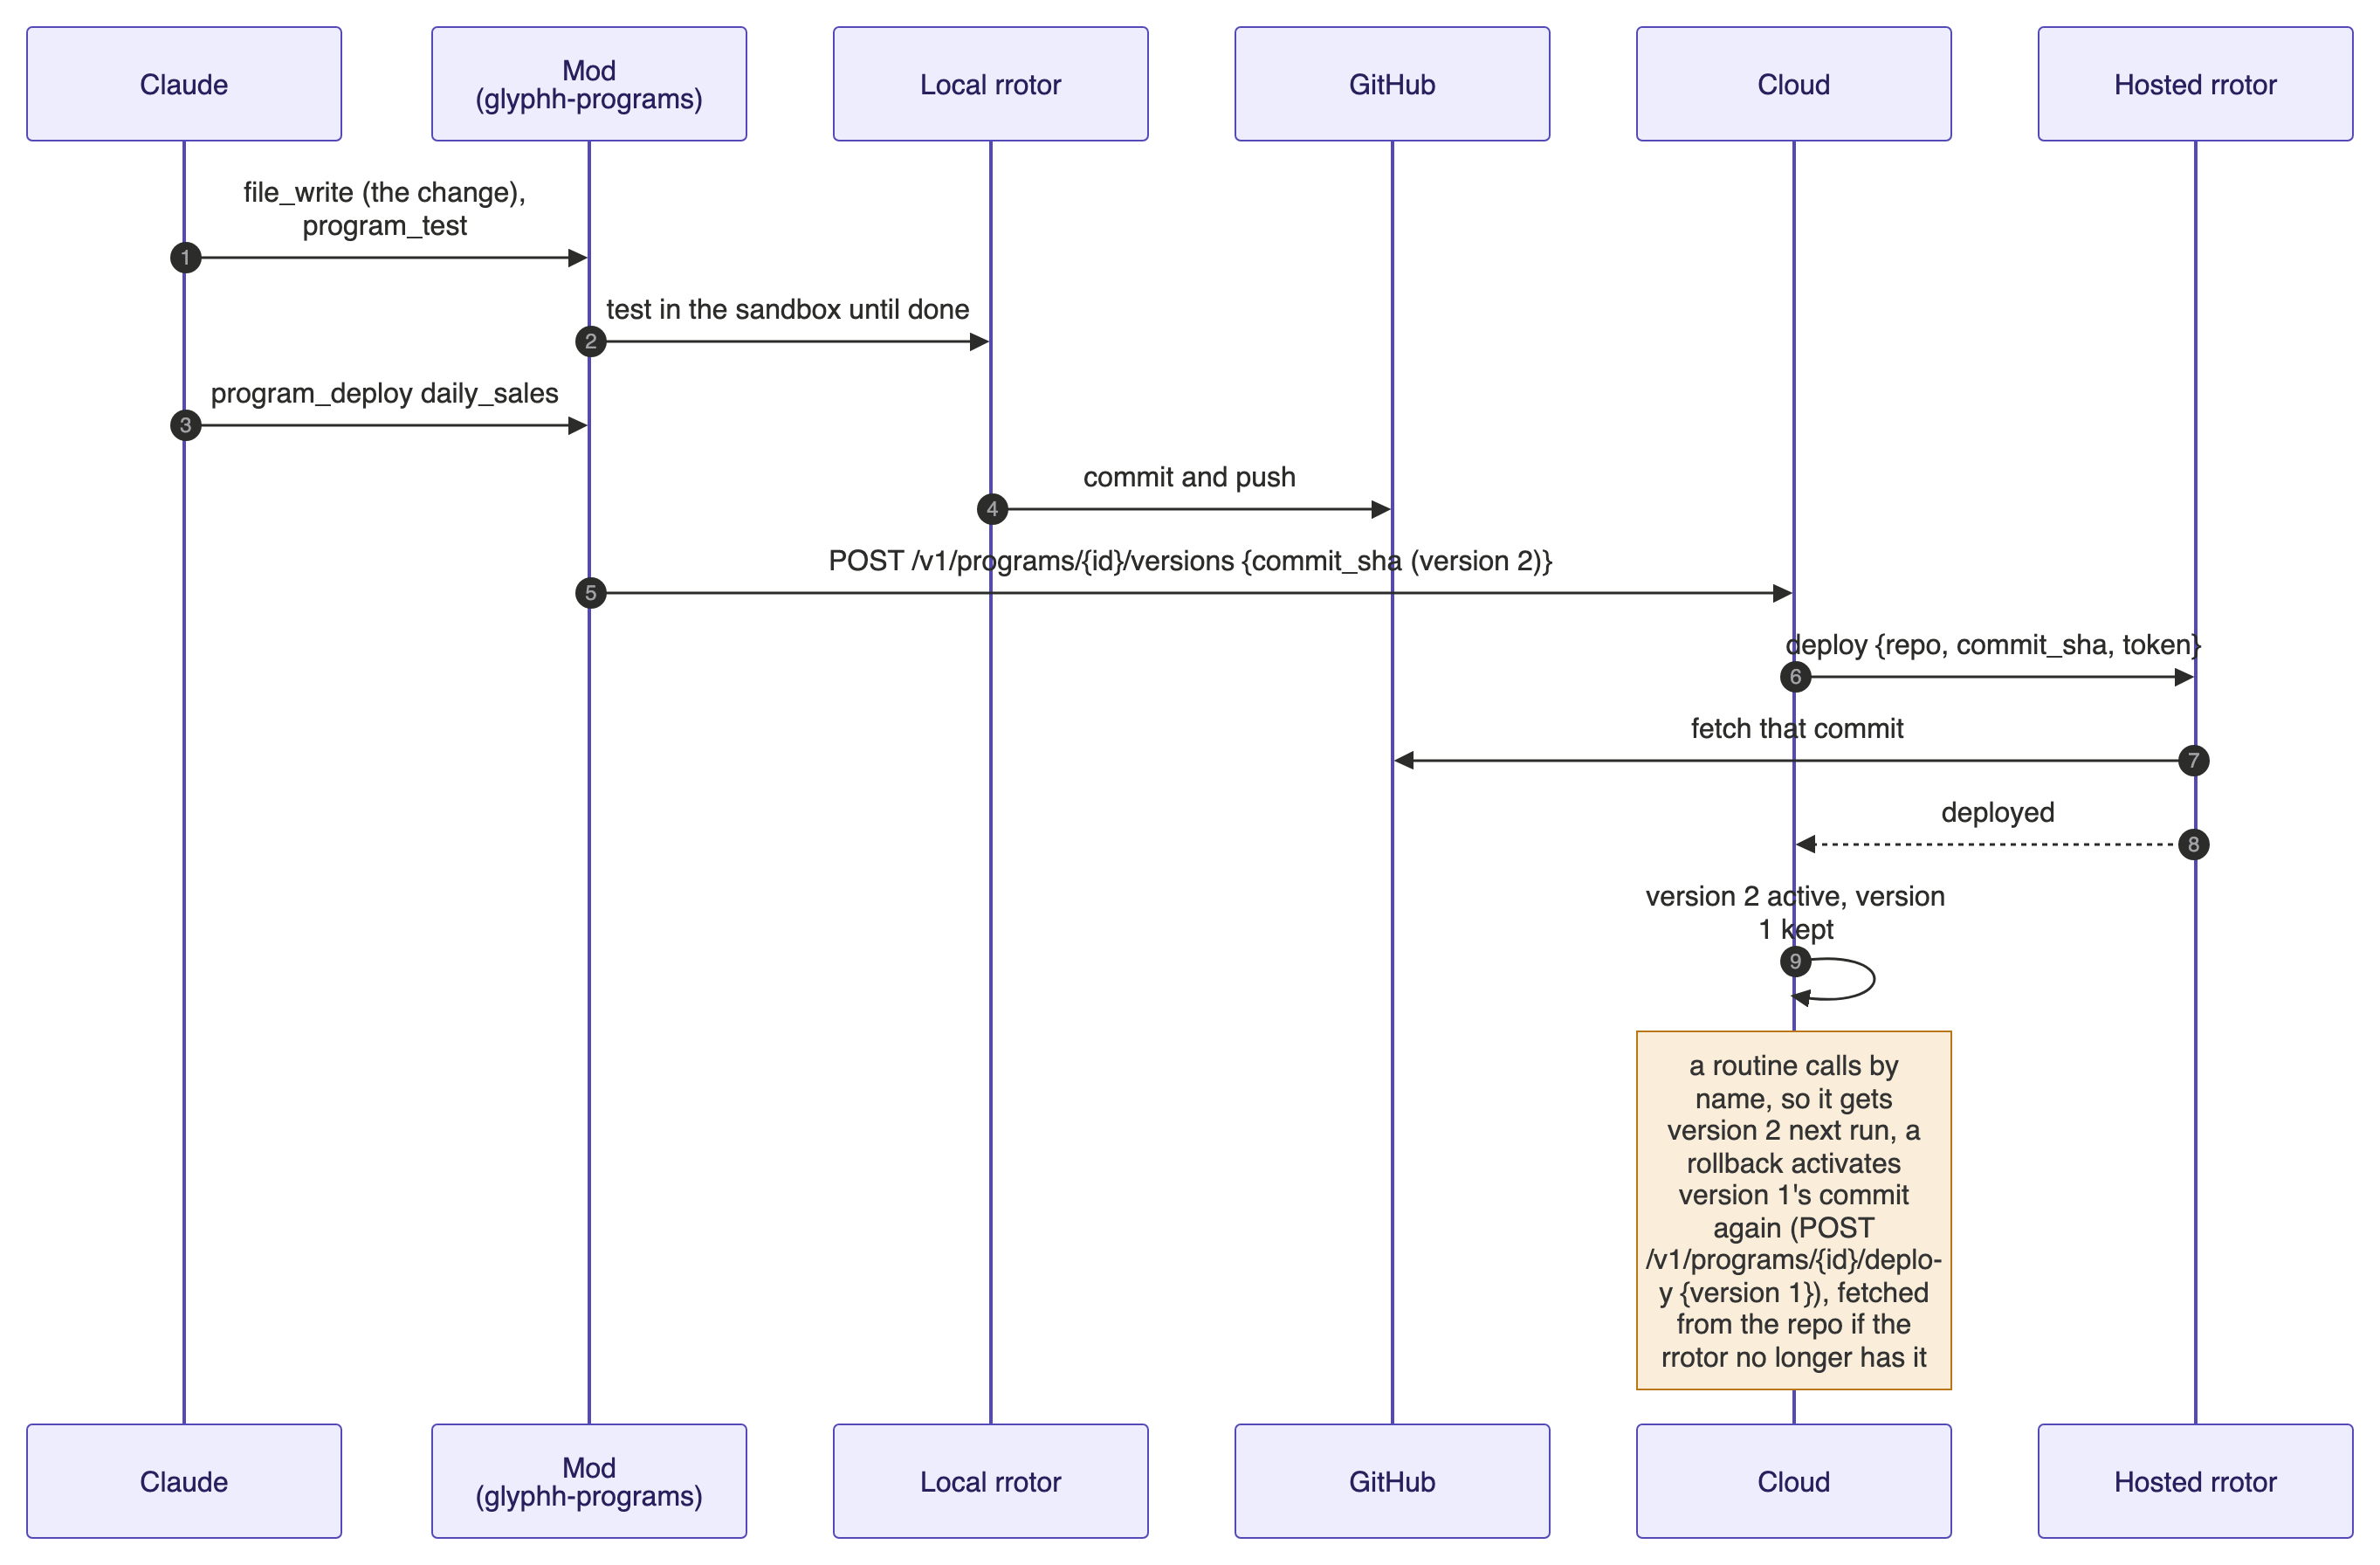 Claude
Mod
(glyphh-programs)
Local rrotor
GitHub
Cloud
Hosted rrotor
file_write (the change),
program_test
1
test in the sandbox until done
2
program_deploy daily_sales
3
commit and push
4
POST /v1/programs/{id}/versions {commit_sha (version 2)}
5
deploy {repo, commit_sha, token}
6
fetch that commit
7
deployed
8
version 2 active, version
1 kept
9
a routine calls by
name, so it gets
version 2 next run, a
rollback activates
version 1's commit
again (POST
/v1/programs/{id}/deplo-
y {version 1}), fetched
from the repo if the
rrotor no longer has it
Claude
Mod
(glyphh-programs)
Local rrotor
GitHub
Cloud
Hosted rrotor